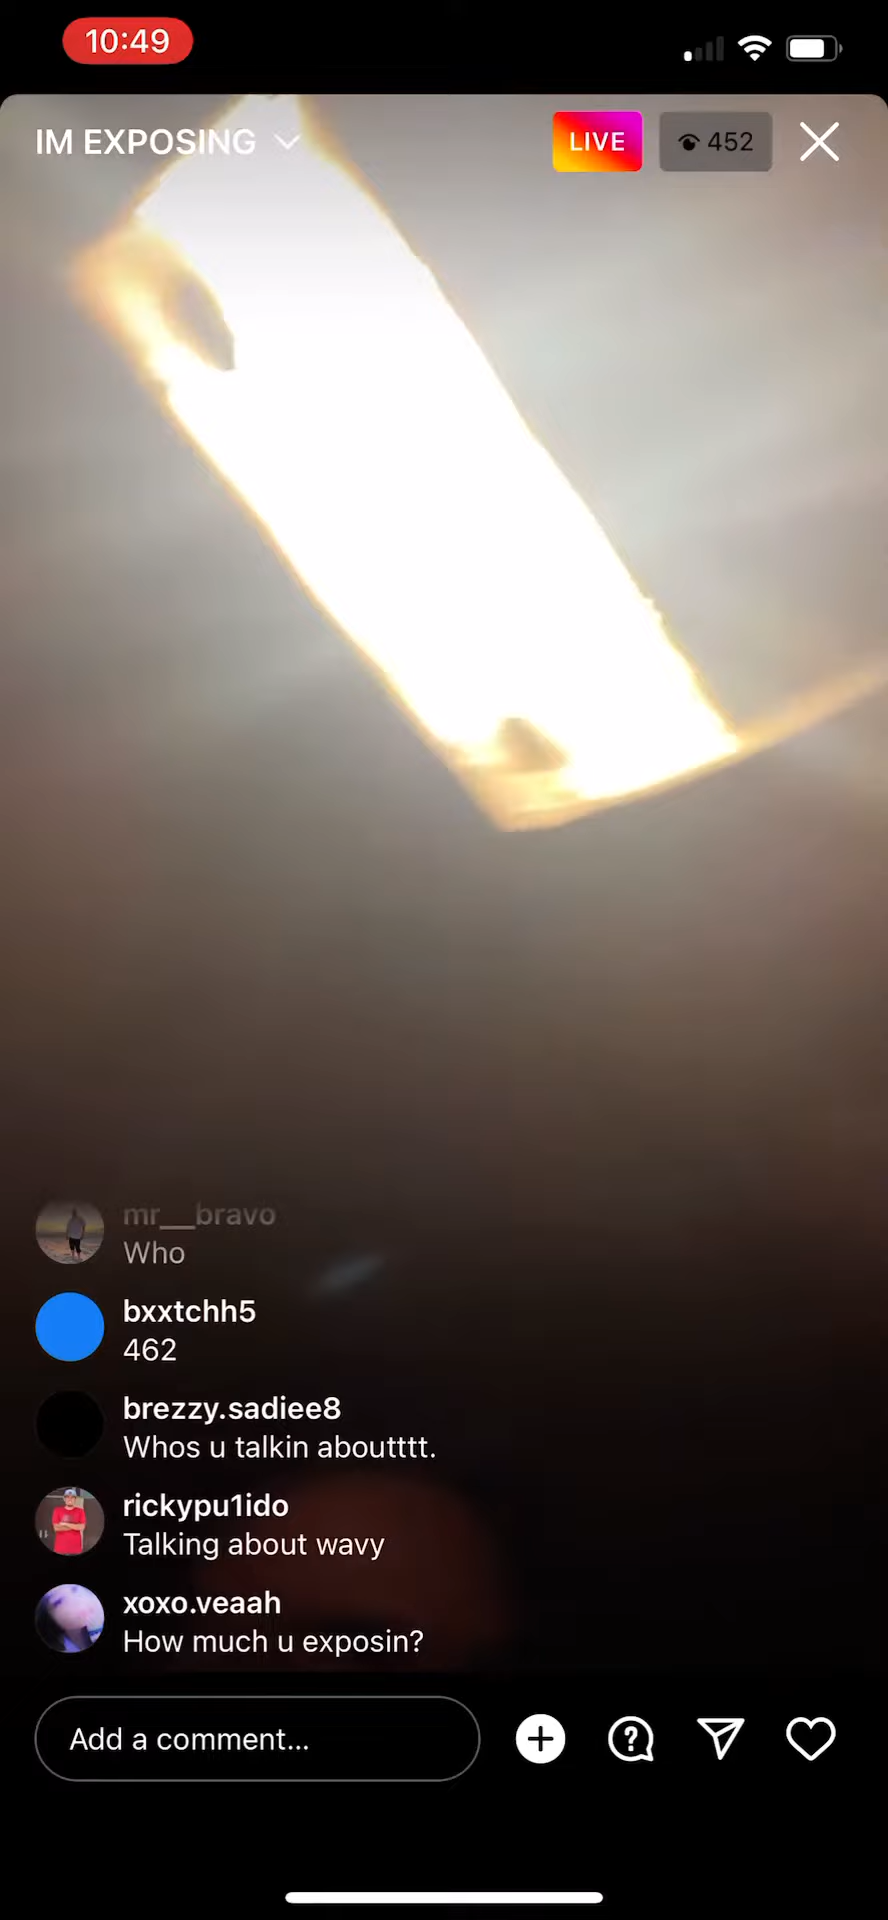 10:49
IM EXPOSING
LIVE
452
mr__bravo
Who
bxxtchh5
462
brezzy.sadiee8
Whos u talkin aboutttt.
rickypu1ido
Talking about wavy
xoxo.veaah
How much u exposin?
Add a comment...